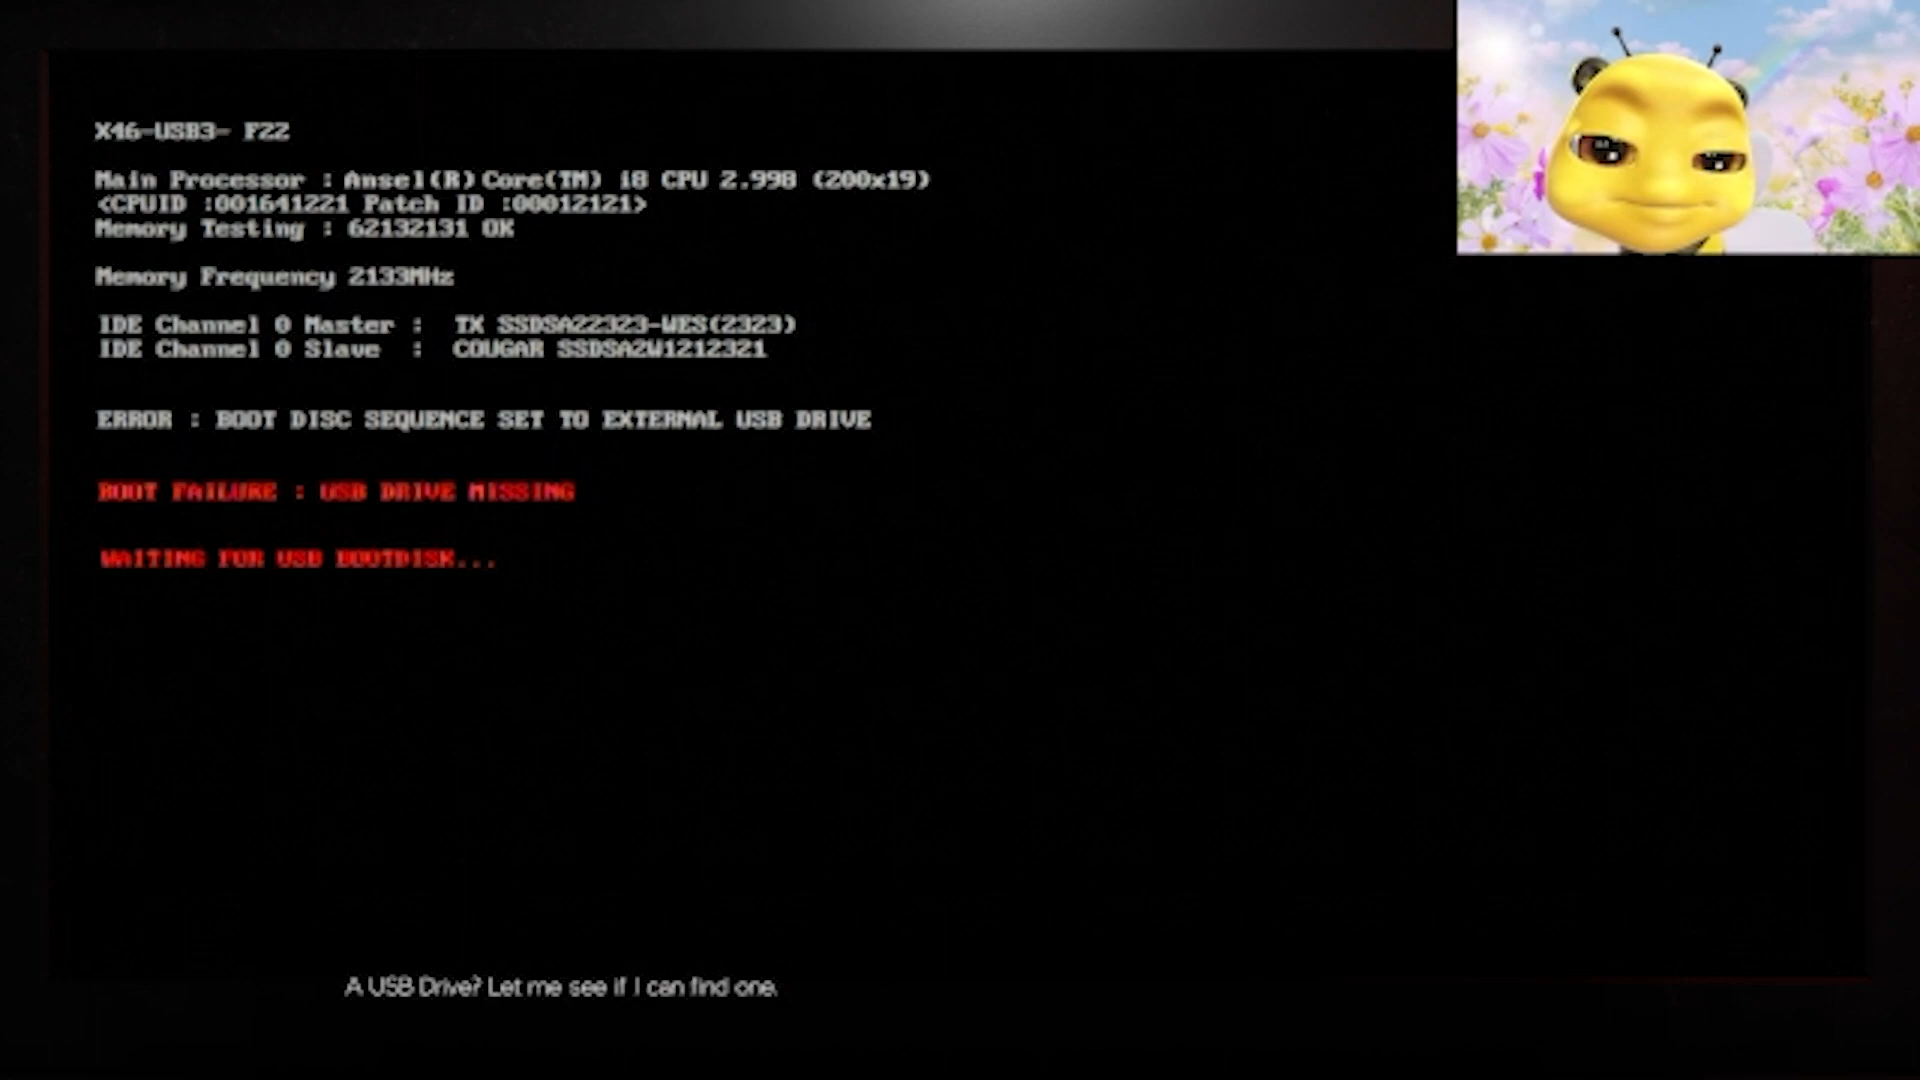 X46-USB3- F22
Main Processor : Ansel(R) Core(TM) i8 CPU 2.998 (200x19)
<CPUID :001641221 Patch ID :00012121>
Memory Testing : 62132131 OK
Memory Frequency 2133MHz
IDE Channel 0 Master : TX SSDSA22323-WES(2323)
IDE Channel 0 Slave : COUGAR SSDSA2W1212321
ERROR : BOOT DISC SEQUENCE SET TO EXTERNAL USB DRIVE
BOOT FAILURE : USB DRIVE MISSING
WAITING FOR USB BOOTDISK...
A USB Drive? Let me see if I can find one.